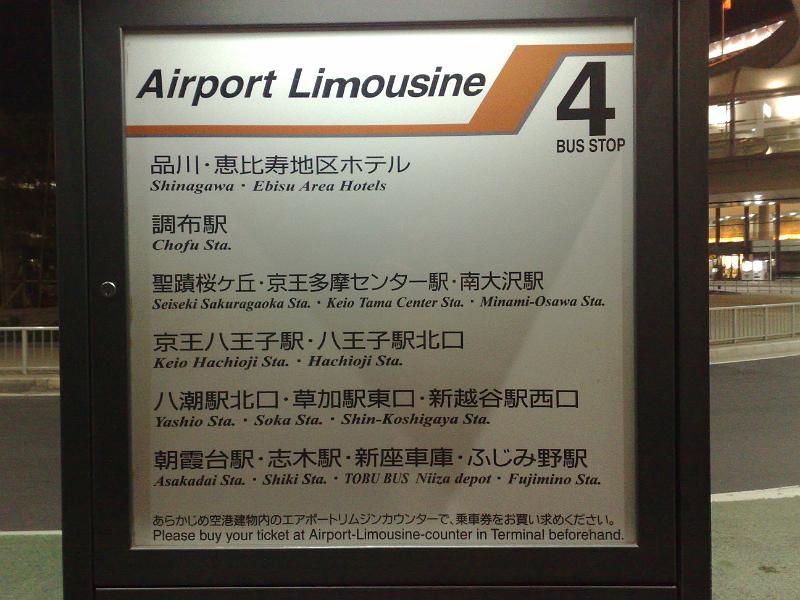 Airport Limousine
4
BUS STOP
品川・恵比寿地区ホテル
Shinagawa・Ebisu Area Hotels
調布駅
Chofu Sta.
聖蹟桜ヶ丘・京王多摩センター駅・南大沢駅
Seiseki Sakuragaoka Sta.・Keio Tama Center Sta.・Minami-Osawa Sta.
京王八王子駅・八王子駅北口
Keio Hachioji Sta.・Hachioji Sta.
八潮駅北口・草加駅東口・新越谷駅西口
Yashio Sta.・Soka Sta.・Shin-Koshigaya Sta.
朝霞台駅・志木駅・新座車庫・ふじみ野駅
Asakadai Sta.・Shiki Sta.・TOBU BUS Niiza depot・Fujimino Sta.
あらかじめ空港建物内のエアポートリムジンカウンターで、乗車券をお買い求めください。
Please buy your ticket at Airport-Limousine-counter in Terminal beforehand.